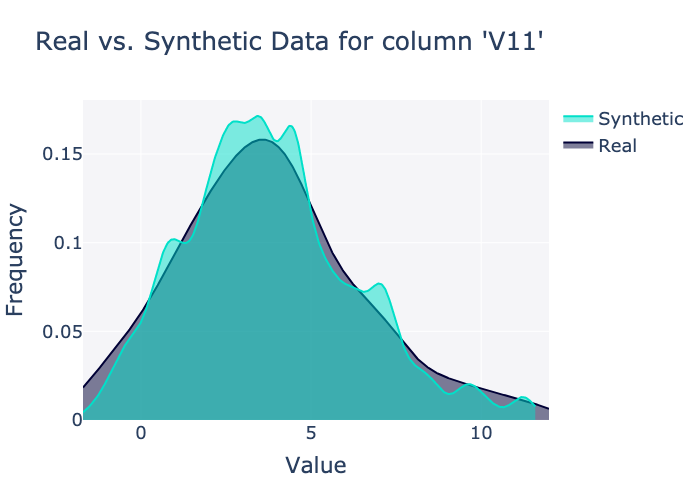 Real vs. Synthetic Data for column 'V11'
Synthetic
Real
0.15
0.1
0.05
0
0 5 10
Frequency
Value